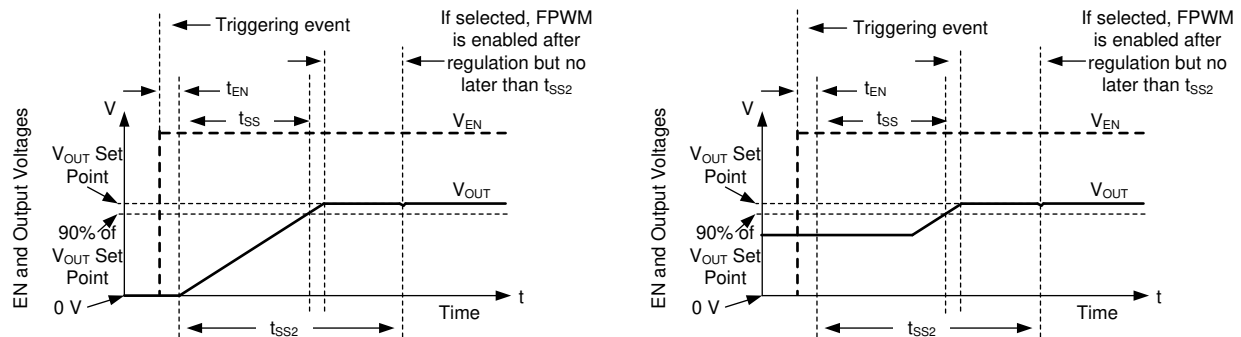 Triggering event
If selected, FPWM
is enabled after
regulation but no
later than tSS2
tEN
V
tSS
VEN
EN and Output Voltages
VOUT Set
Point
VOUT
90% of
VOUT Set
Point
0 V
t
Time
tSS2
Triggering event
If selected, FPWM
is enabled after
regulation but no
later than tSS2
tEN
V
tSS
VEN
EN and Output Voltages
VOUT Set
Point
VOUT
90% of
VOUT Set
Point
0 V
t
Time
tSS2